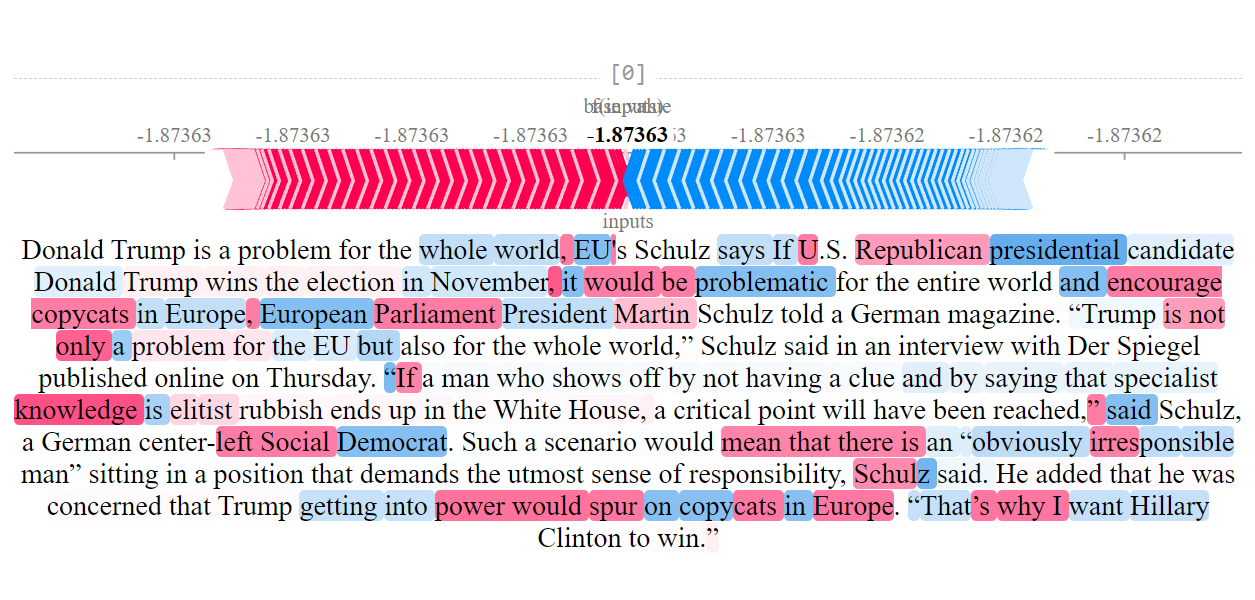 [0]
-1.87363 -1.87363 -1.87363 -1.87363 -1.87363 -1.87363 -1.87362 -1.87362 -1.87362
inputs
Donald Trump is a problem for the whole world, EU's Schulz says If U.S. Republican presidential candidate
Donald Trump wins the election in November, it would be problematic for the entire world and encourage
copycats in Europe, European Parliament President Martin Schulz told a German magazine. “Trump is not
only a problem for the EU but also for the whole world,” Schulz said in an interview with Der Spiegel
published online on Thursday. “If a man who shows off by not having a clue and by saying that specialist
knowledge is elitist rubbish ends up in the White House, a critical point will have been reached,” said Schulz,
a German center-left Social Democrat. Such a scenario would mean that there is an “obviously irresponsible
man” sitting in a position that demands the utmost sense of responsibility, Schulz said. He added that he was
concerned that Trump getting into power would spur on copycats in Europe. “That’s why I want Hillary
Clinton to win.”